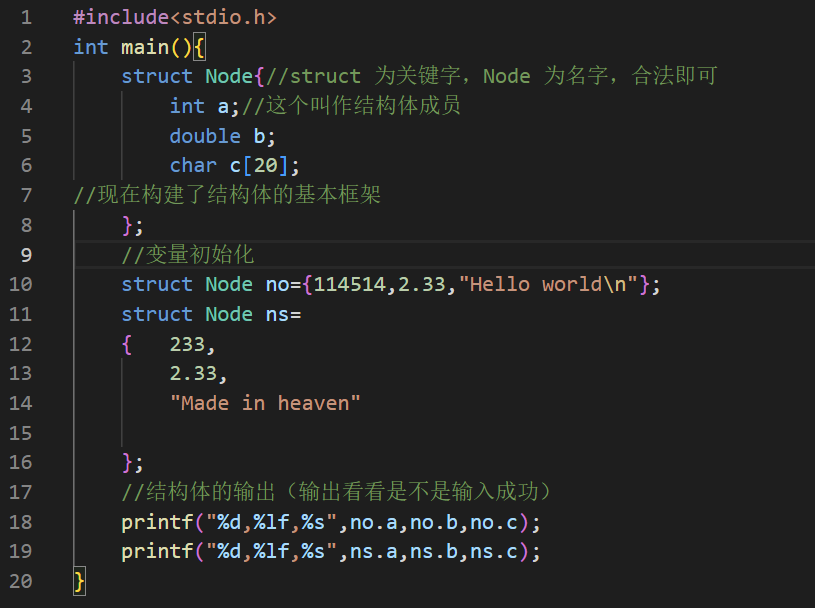 1 #include<stdio.h>
2 int main(){
3     struct Node{//struct 为关键字，Node 为名字，合法即可
4         int a;//这个叫作结构体成员
5         double b;
6         char c[20];
7 //现在构建了结构体的基本框架
8     };
9     //变量初始化
10     struct Node no={114514,2.33,"Hello world\n"};
11     struct Node ns=
12     {   233,
13         2.33,
14         "Made in heaven"
15
16     };
17     //结构体的输出（输出看看是不是输入成功）
18     printf("%d,%lf,%s",no.a,no.b,no.c);
19     printf("%d,%lf,%s",ns.a,ns.b,ns.c);
20 }